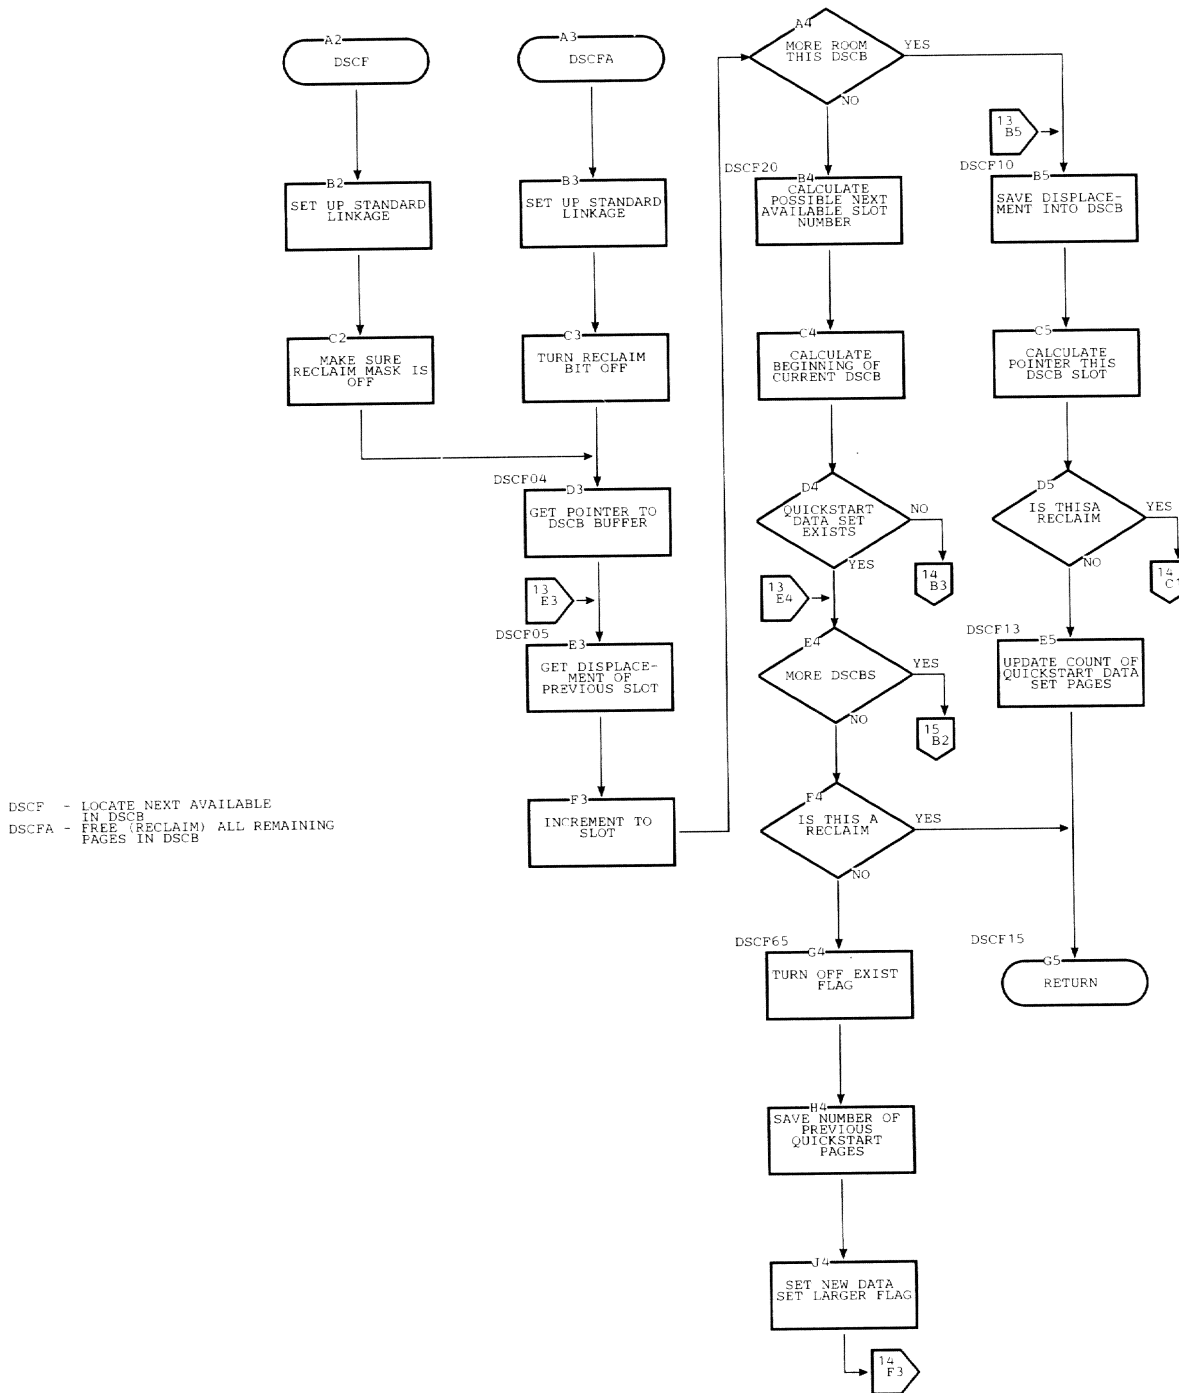 A2
DSCF
B2
SET UP STANDARD
LINKAGE
C2
MAKE SURE
RECLAIM MASK IS
OFF
A3
DSCFA
B3
SET UP STANDARD
LINKAGE
C3
TURN RECLAIM
BIT OFF
DSCF04
D3
GET POINTER TO
DSCB BUFFER
13
E3
DSCF05
E3
GET DISPLACE-
MENT OF
PREVIOUS SLOT
F3
INCREMENT TO
SLOT
DSCF - LOCATE NEXT AVAILABLE
IN DSCB
DSCFA - FREE (RECLAIM) ALL REMAINING
PAGES IN DSCB
A4
MORE ROOM
THIS DSCB
YES
NO
DSCF20
B4
CALCULATE
POSSIBLE NEXT
AVAILABLE SLOT
NUMBER
C4
CALCULATE
BEGINNING OF
CURRENT DSCB
D4
QUICKSTART
DATA SET
EXISTS
NO
YES
14
B3
13
E4
E4
MORE DSCBS
YES
NO
15
B2
F4
IS THIS A
RECLAIM
YES
NO
DSCF65
G4
TURN OFF EXIST
FLAG
H4
SAVE NUMBER OF
PREVIOUS
QUICKSTART
PAGES
J4
SET NEW DATA
SET LARGER FLAG
14
F3
13
B5
DSCF10
B5
SAVE DISPLACE-
MENT INTO DSCB
C5
CALCULATE
POINTER THIS
DSCB SLOT
D5
IS THISA
RECLAIM
YES
NO
14
DSCF13
E5
UPDATE COUNT OF
QUICKSTART DATA
SET PAGES
DSCF15
G5
RETURN